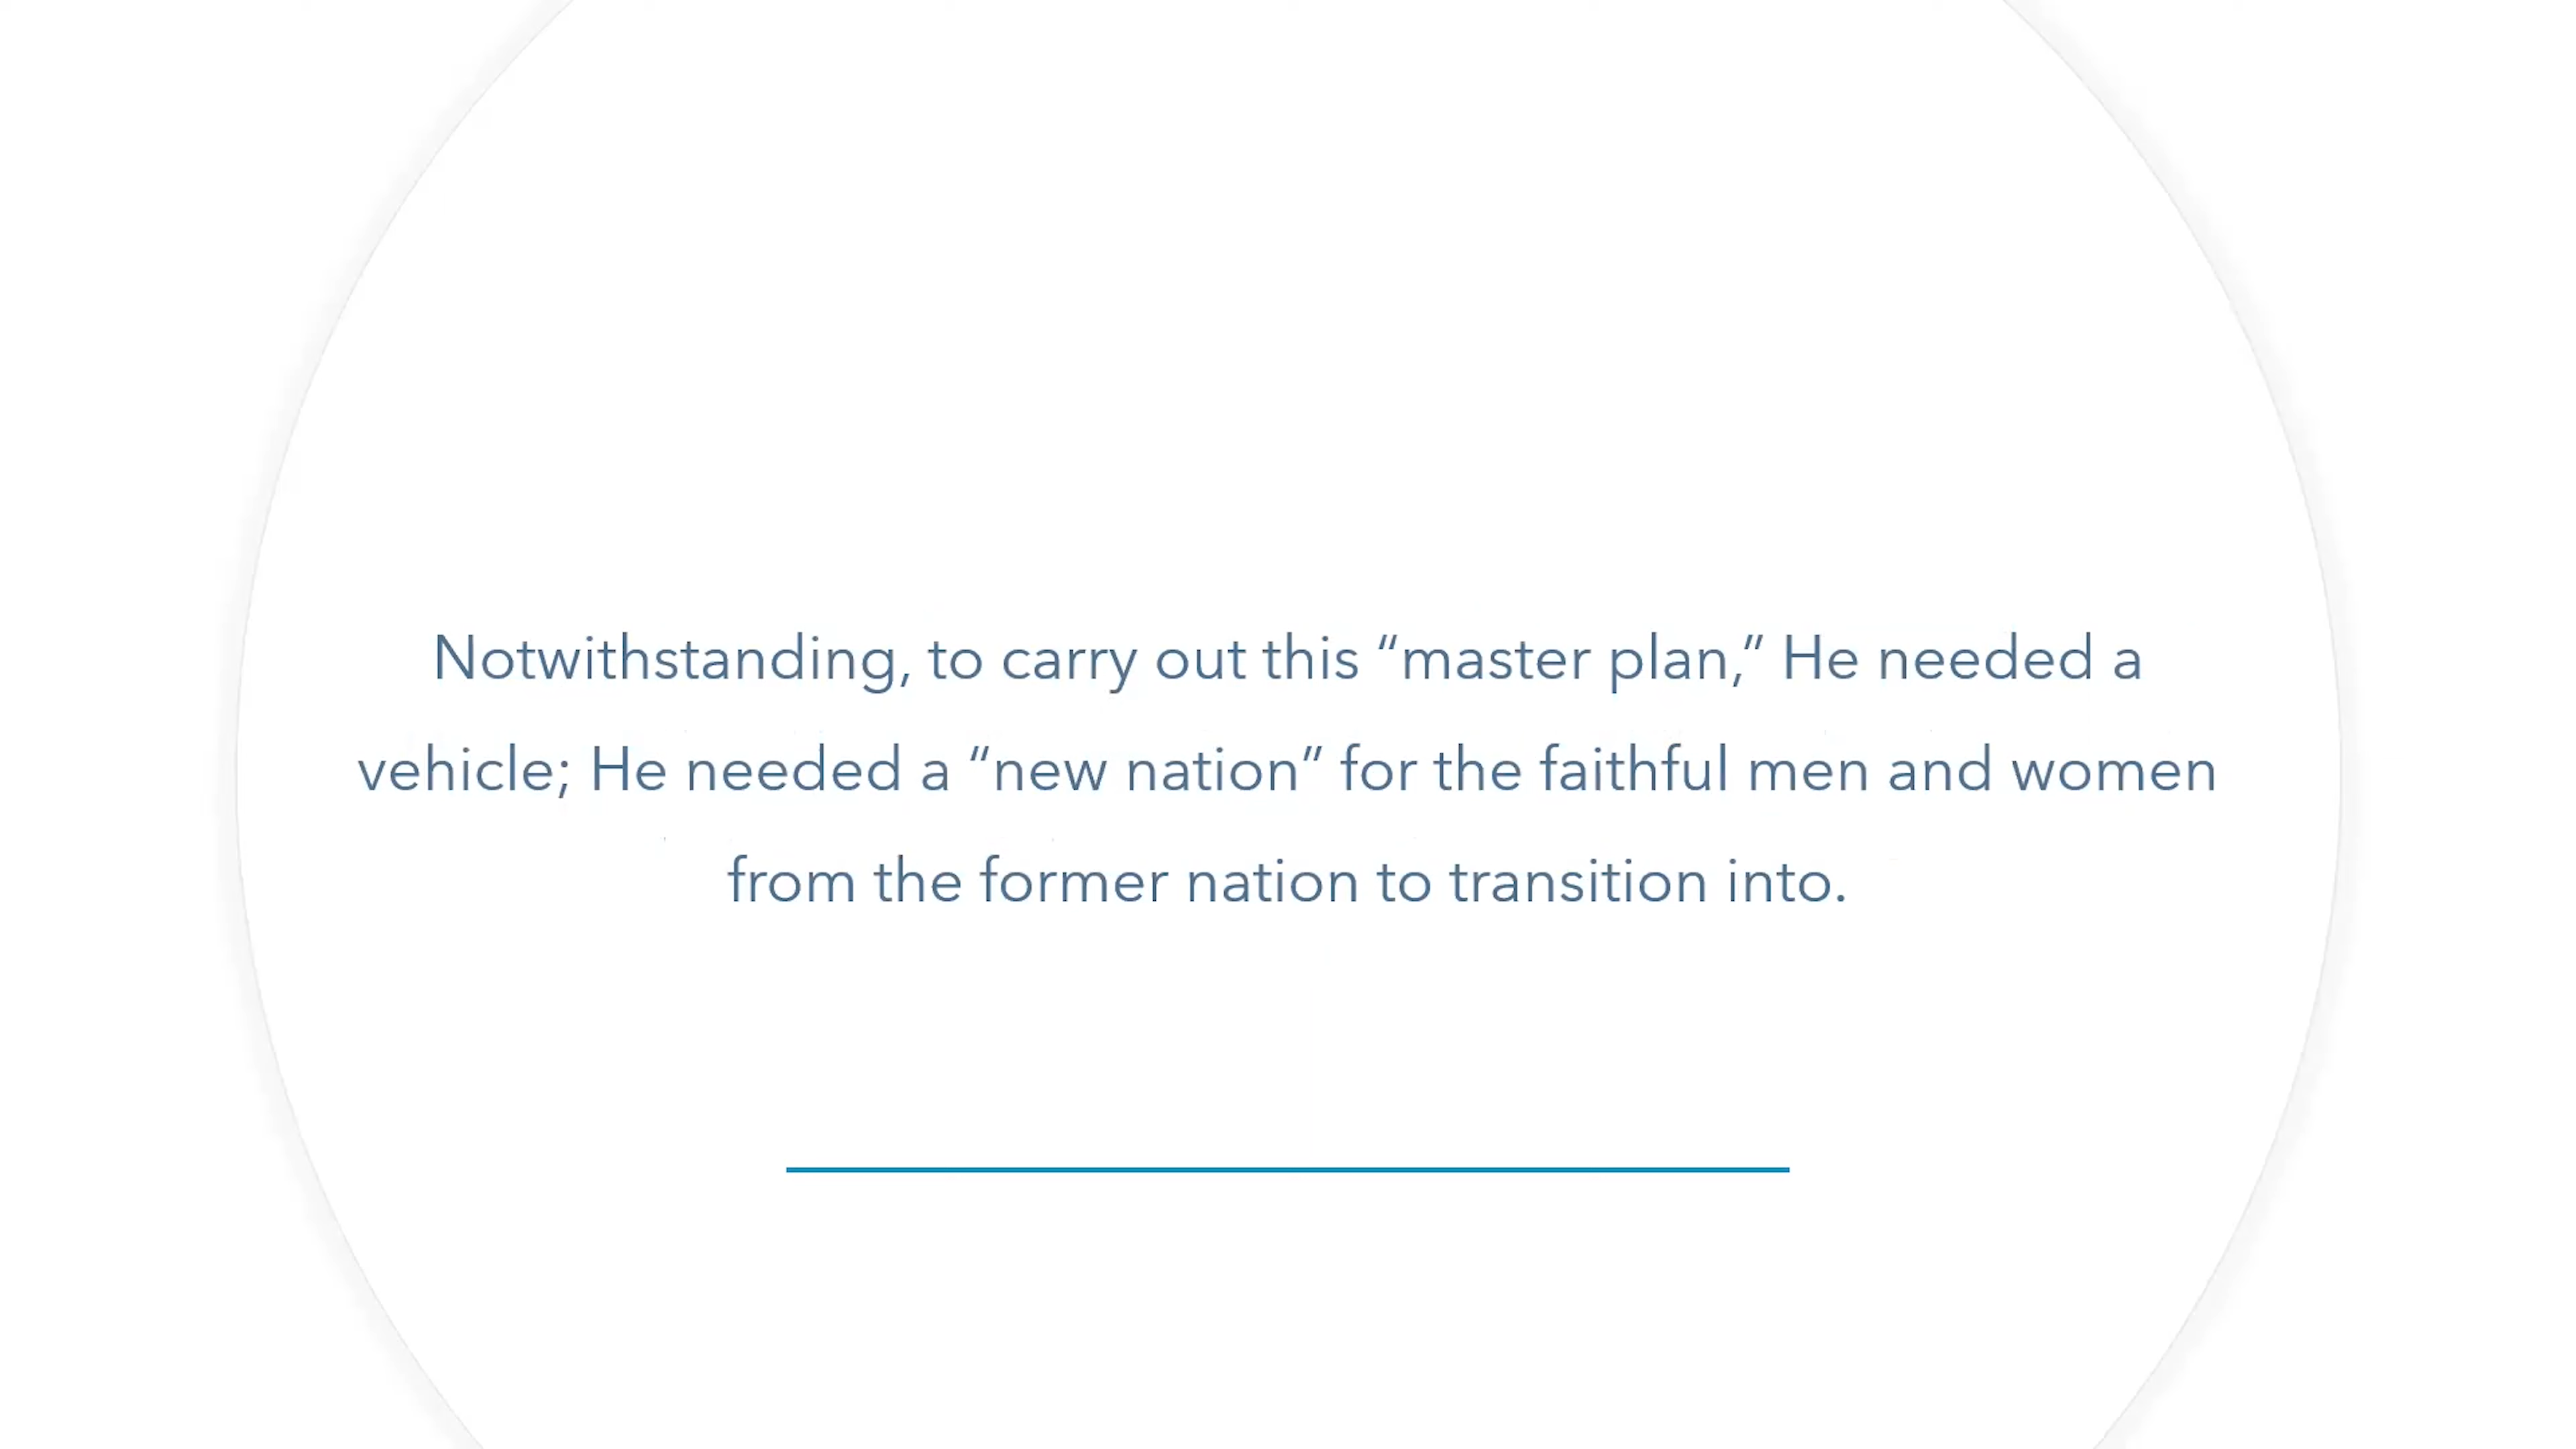 Notwithstanding, to carry out this “master plan,” He needed a
vehicle; He needed a “new nation” for the faithful men and women
from the former nation to transition into.